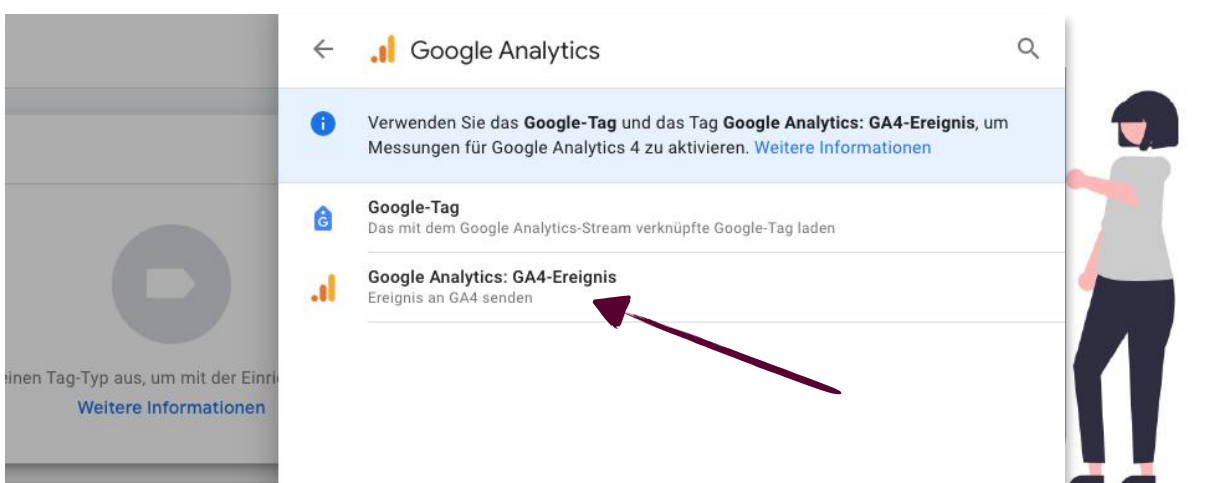 Google Analytics
Verwenden Sie das Google-Tag und das Tag Google Analytics: GA4-Ereignis, um
Messungen für Google Analytics 4 zu aktivieren. Weitere Informationen
Google-Tag
Das mit dem Google Analytics-Stream verknüpfte Google-Tag laden
Google Analytics: GA4-Ereignis
Ereignis an GA4 senden
einen Tag-Typ aus, um mit der Einri
Weitere Informationen